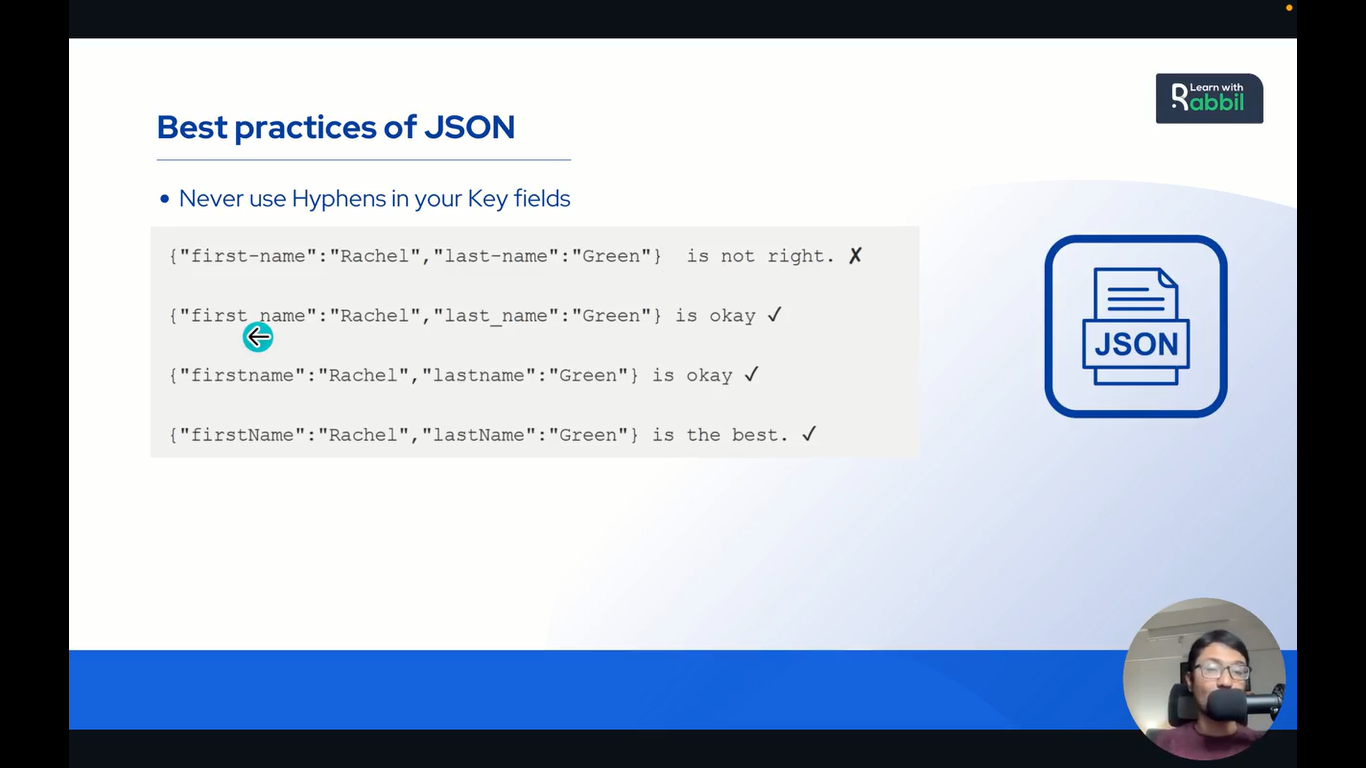 Learn with
Rabbil
Best practices of JSON
• Never use Hyphens in your Key fields
{"first-name":"Rachel","last-name":"Green"}  is not right. ✗
{"first_name":"Rachel","last_name":"Green"} is okay ✓
{"firstname":"Rachel","lastname":"Green"} is okay ✓
{"firstName":"Rachel","lastName":"Green"} is the best. ✓
JSON